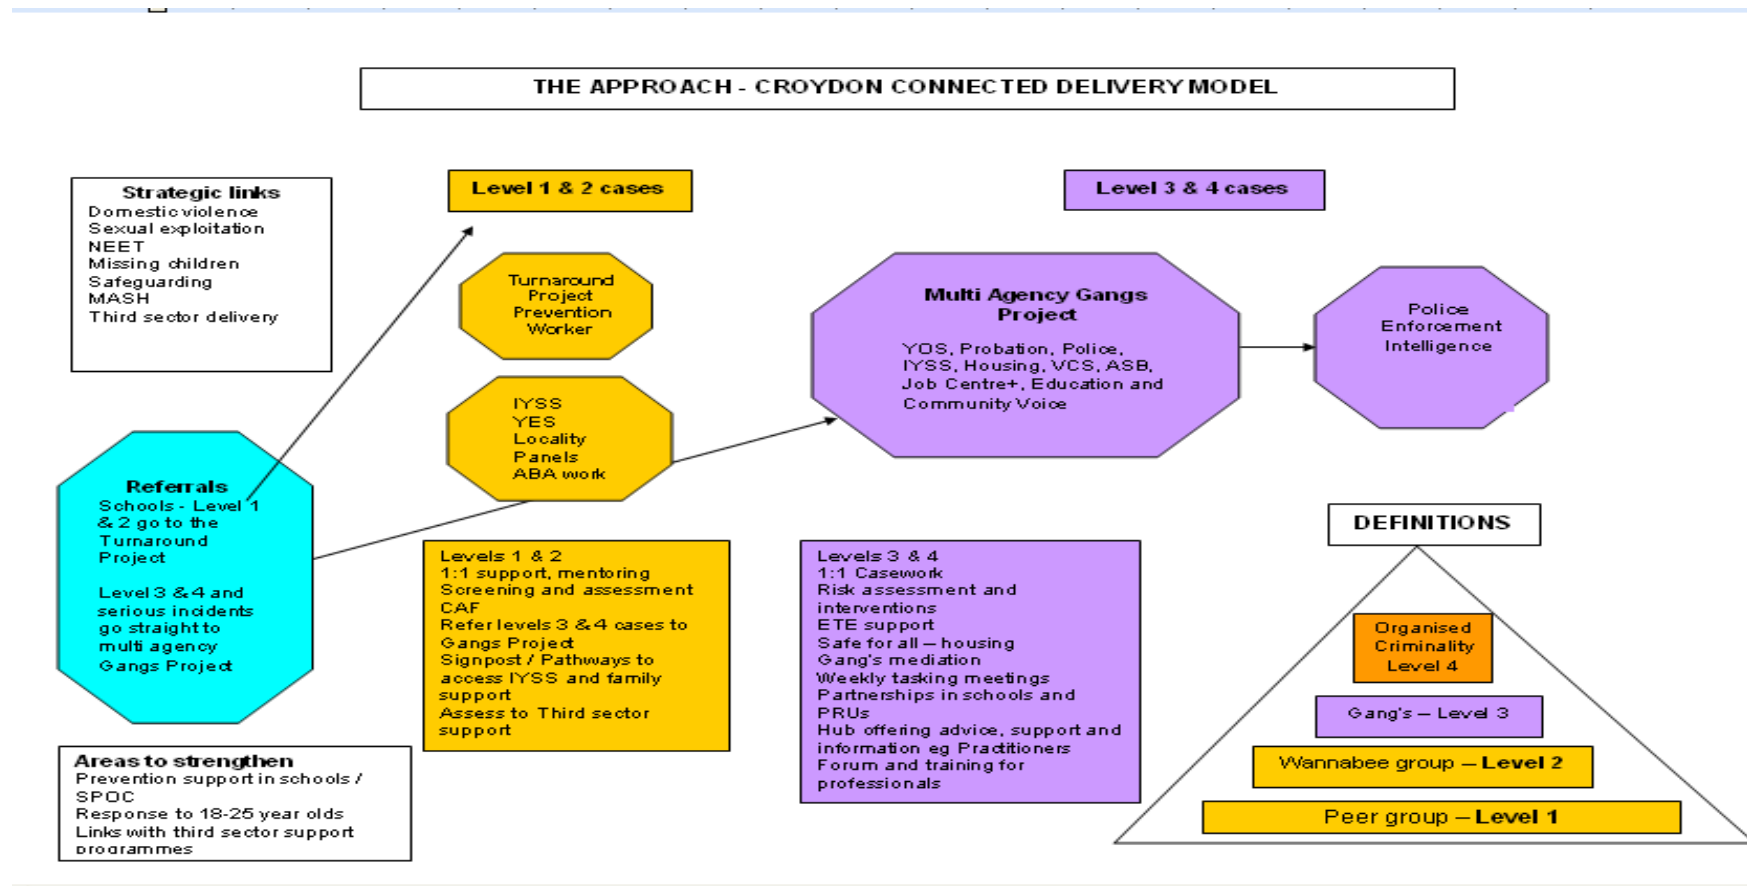 THE APPROACH - CROYDON CONNECTED DELIVERY MODEL
Strategic links
Domestic violence
Sexual exploitation
NEET
Missing children
Safeguarding
MASH
Third sector delivery
Level 1 & 2 cases
Level 3 & 4 cases
Turnaround
Project
Prevention
Worker
IYSS
YES
Locality
Panels
ABA work
Multi Agency Gangs
Project
YOS, Probation, Police,
IYSS, Housing, VCS, ASB,
Job Centre+, Education and
Community Voice
Police
Enforcement
Intelligence
Referrals
Schools - Level 1
& 2 go to the
Turnaround
Project
Level 3 & 4 and
serious incidents
go straight to
multi agency
Gangs Project
Levels 1 & 2
1:1 support, mentoring
Screening and assessment
CAF
Refer levels 3 & 4 cases to
Gangs Project
Signpost / Pathways to
access IYSS and family
support
Assess to Third sector
support
Levels 3 & 4
1:1 Casework
Risk assessment and
interventions
ETE support
Safe for all – housing
Gang's mediation
Weekly tasking meetings
Partnerships in schools and
PRUs
Hub offering advice, support and
information eg Practitioners
Forum and training for
professionals
DEFINITIONS
Organised
Criminality
Level 4
Gang's – Level 3
Wannabee group – Level 2
Peer group – Level 1
Areas to strengthen
Prevention support in schools /
SPOC
Response to 18-25 year olds
Links with third sector support
programmes